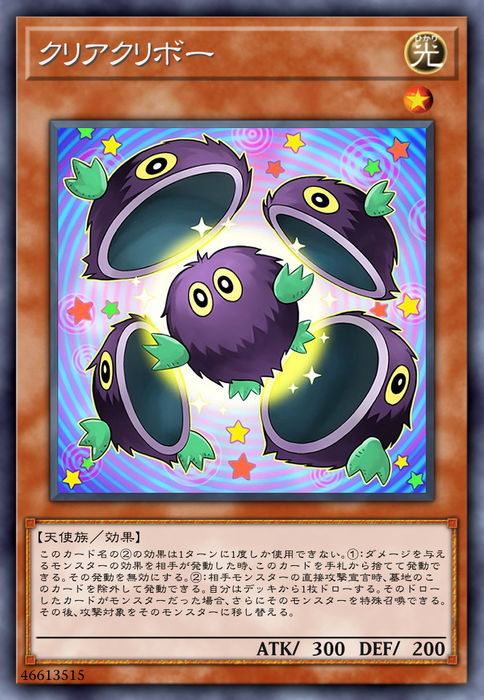 クリアクリボー
ひかり
光
【天使族／効果】
このカード名の②の効果は1ターンに1度しか使用できない。①:ダメージを与え
るモンスターの効果を相手が発動した時、このカードを手札から捨てて発動
できる。その発動を無効にする。②:相手モンスターの直接攻撃宣言時、墓地のこ
のカードを除外して発動できる。自分はデッキから1枚ドローする。そのドロー
したカードがモンスターだった場合、さらにそのモンスターを特殊召喚できる。
その後、攻撃対象をそのモンスターに移し替える。
ATK/ 300 DEF/ 200
46613515